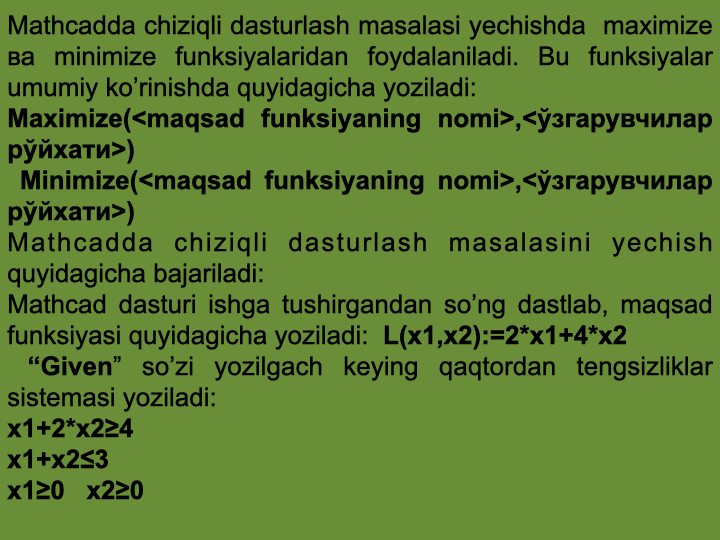 Mathcadda chiziqli dasturlash masalasi yechishda maximize
ва minimize funksiyalaridan foydalaniladi. Bu funksiyalar
umumiy ko’rinishda quyidagicha yoziladi:
Maximize(<maqsad funksiyaning nomi>,<ўзгарувчилар
рўйхати>)
Minimize(<maqsad funksiyaning nomi>,<ўзгарувчилар
рўйхати>)
Mathcadda chiziqli dasturlash masalasini yechish
quyidagicha bajariladi:
Mathcad dasturi ishga tushirgandan so’ng dastlab, maqsad
funksiyasi quyidagicha yoziladi: L(x1,x2):=2*x1+4*x2
“Given” so’zi yozilgach keying qaqtordan tengsizliklar
sistemasi yoziladi:
x1+2*x2≥4
x1+x2≤3
x1≥0 x2≥0